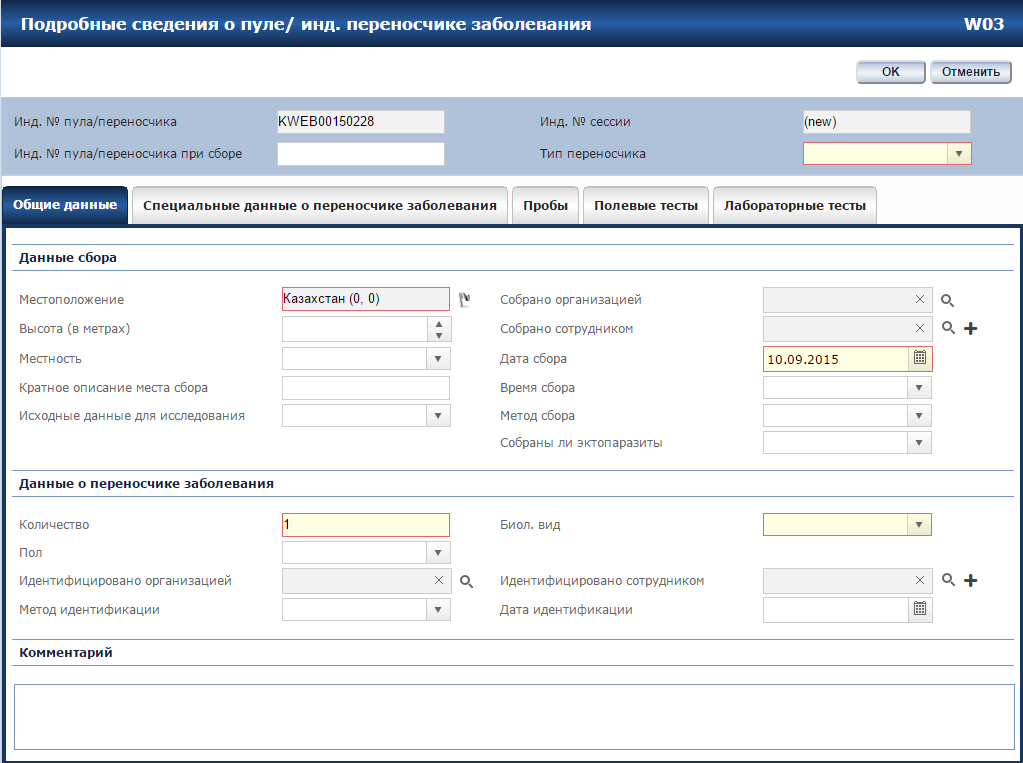 Подробные сведения о пуле/ инд. переносчике заболевания W03
OK Отменить
Инд. № пула/переносчика KWEB00150228 Инд. № сессии (new)
Инд. № пула/переносчика при сборе Тип переносчика
Общие данные Специальные данные о переносчике заболевания Пробы Полевые тесты Лабораторные тесты
Данные сбора
Местоположение Казахстан (0, 0) Собрано организацией
Высота (в метрах) Собрано сотрудником
Местность Дата сбора 10.09.2015
Кратное описание места сбора Время сбора
Исходные данные для исследования Метод сбора
Собраны ли эктопаразиты
Данные о переносчике заболевания
Количество 1 Биол. вид
Пол
Идентифицировано организацией Идентифицировано сотрудником
Метод идентификации Дата идентификации
Комментарий